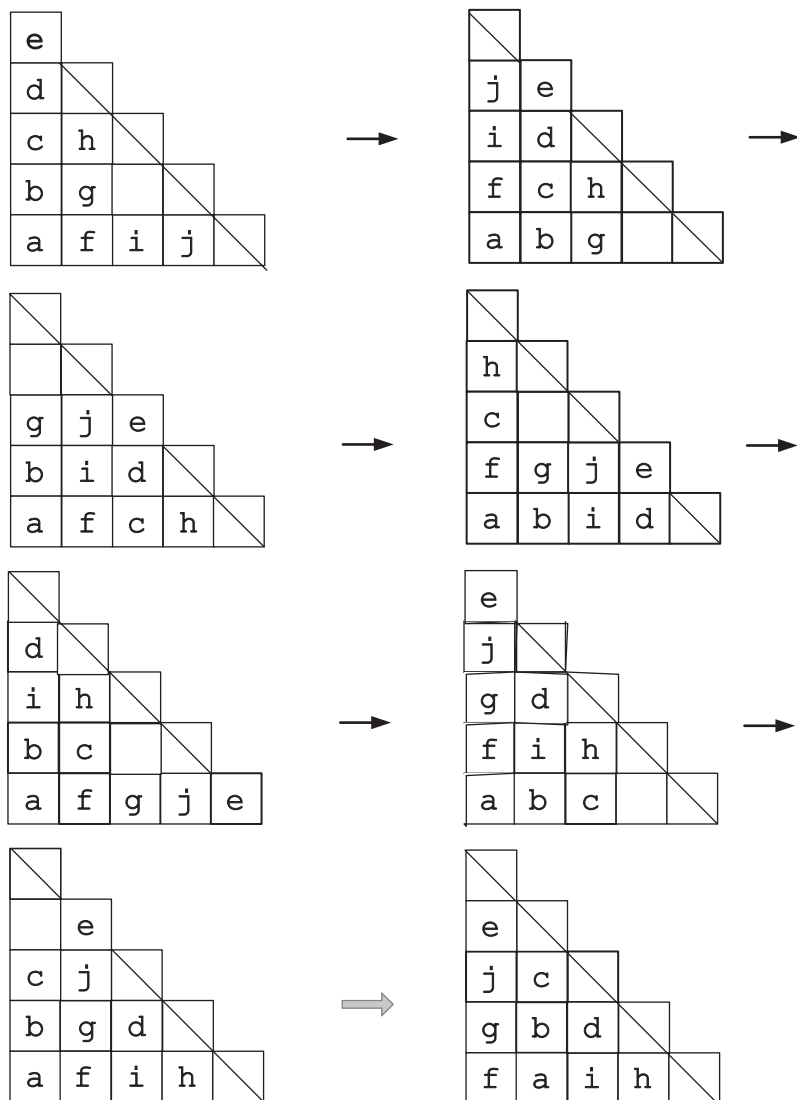 e
d
c h
b g
a f i j
j e
i d
f c h
a b g
g j e
b i d
a f c h
h
c
f g j e
a b i d
d
i h
b c
a f g j e
e
j
g d
f i h
a b c
e
c j
b g d
a f i h
e
j c
g b d
f a i h